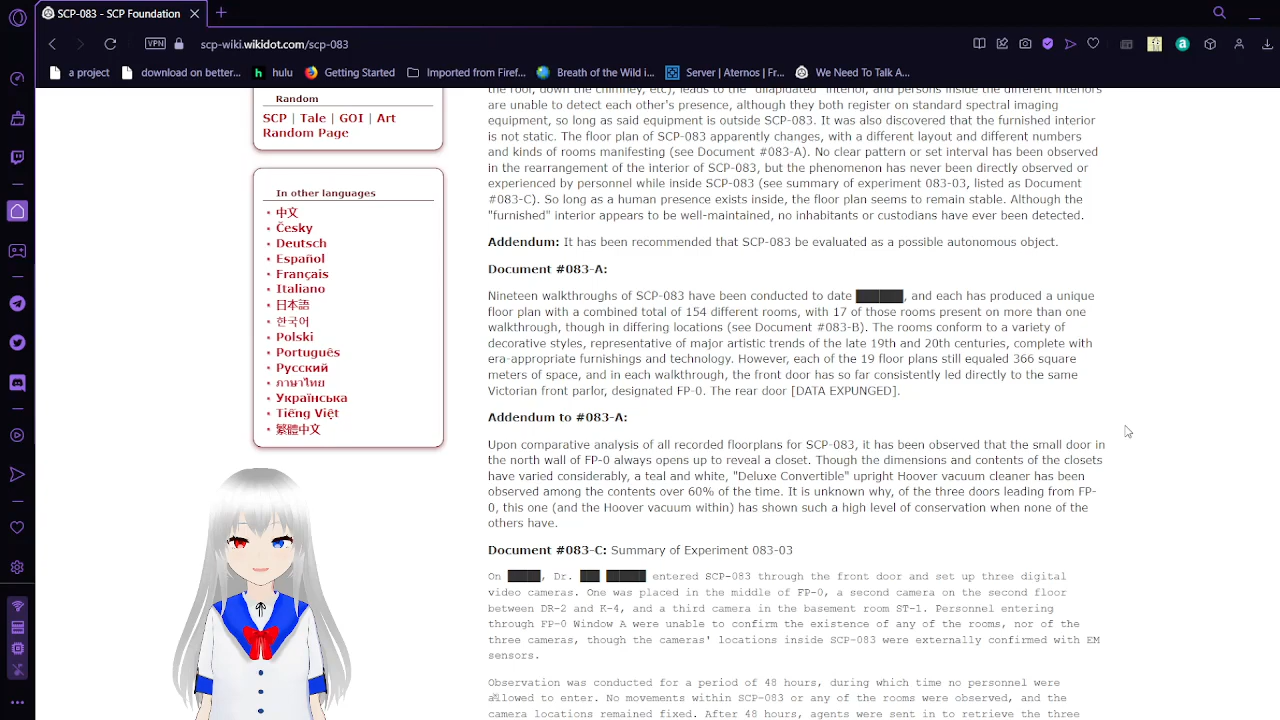 SCP-083 - SCP Foundation
VPN
scp-wiki.wikidot.com/scp-083
a project
download on better...
hulu
Getting Started
Imported from Firef...
Breath of the Wild i...
Server | Aternos | Fr...
We Need To Talk A...
Random
SCP | Tale | GOI | Art
Random Page
In other languages
中文
Česky
Deutsch
Español
Français
Italiano
日本語
한국어
Polski
Português
Русский
ภาษาไทย
Українська
Tiếng Việt
繁體中文
the roof, down the chimney, etc), leads to the "dilapidated" interior, and persons inside the different interiors
are unable to detect each other's presence, although they both register on standard spectral imaging
equipment, so long as said equipment is outside SCP-083. It was also discovered that the furnished interior
is not static. The floor plan of SCP-083 apparently changes, with a different layout and different numbers
and kinds of rooms manifesting (see Document #083-A). No clear pattern or set interval has been observed
in the rearrangement of the interior of SCP-083, but the phenomenon has never been directly observed or
experienced by personnel while inside SCP-083 (see summary of experiment 083-03, listed as Document
#083-C). So long as a human presence exists inside, the floor plan seems to remain stable. Although the
"furnished" interior appears to be well-maintained, no inhabitants or custodians have ever been detected.
Addendum: It has been recommended that SCP-083 be evaluated as a possible autonomous object.
Document #083-A:
Nineteen walkthroughs of SCP-083 have been conducted to date ██████, and each has produced a unique
floor plan with a combined total of 154 different rooms, with 17 of those rooms present on more than one
walkthrough, though in differing locations (see Document #083-B). The rooms conform to a variety of
decorative styles, representative of major artistic trends of the late 19th and 20th centuries, complete with
era-appropriate furnishings and technology. However, each of the 19 floor plans still equaled 366 square
meters of space, and in each walkthrough, the front door has so far consistently led directly to the same
Victorian front parlor, designated FP-0. The rear door [DATA EXPUNGED].
Addendum to #083-A:
Upon comparative analysis of all recorded floorplans for SCP-083, it has been observed that the small door in
the north wall of FP-0 always opens up to reveal a closet. Though the dimensions and contents of the closets
have varied considerably, a teal and white, "Deluxe Convertible" upright Hoover vacuum cleaner has been
observed among the contents over 60% of the time. It is unknown why, of the three doors leading from FP-
0, this one (and the Hoover vacuum within) has shown such a high level of conservation when none of the
others have.
Document #083-C: Summary of Experiment 083-03
On █████, Dr. ███ ██████ entered SCP-083 through the front door and set up three digital
video cameras. One was placed in the middle of FP-0, a second camera on the second floor
between DR-2 and K-4, and a third camera in the basement room ST-1. Personnel entering
through FP-0 Window A were unable to confirm the existence of any of the rooms, nor of the
three cameras, though the cameras' locations inside SCP-083 were externally confirmed with EM
sensors.
Observation was conducted for a period of 48 hours, during which time no personnel were
allowed to enter. No movements within SCP-083 or any of the rooms were observed, and the
camera locations remained fixed. After 48 hours, agents were sent in to retrieve the three